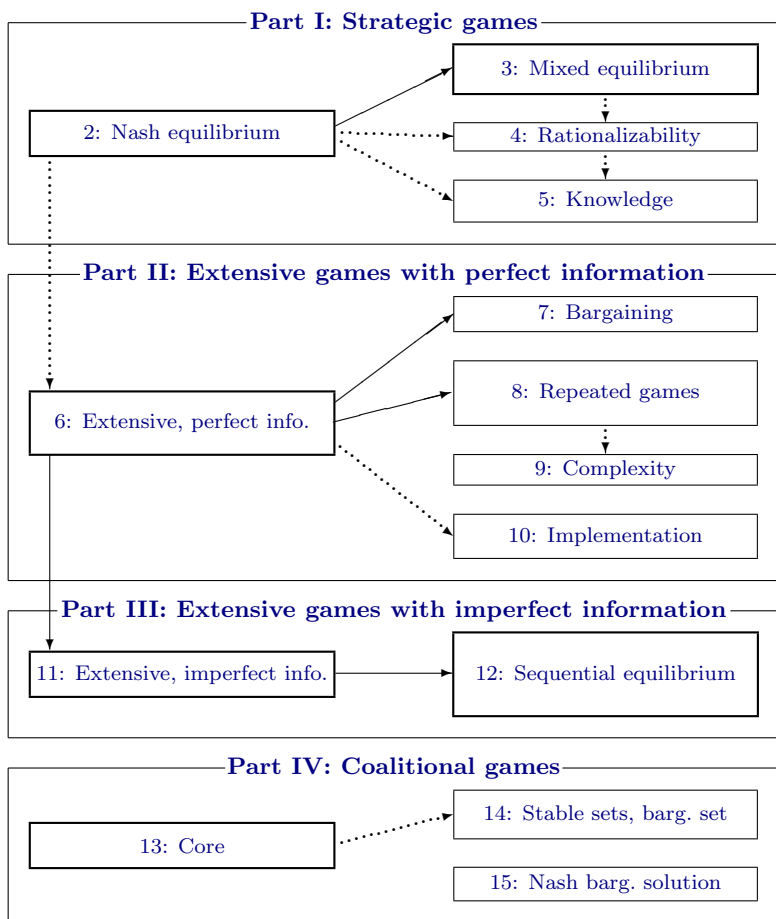 Part I: Strategic games
3: Mixed equilibrium
2: Nash equilibrium
4: Rationalizability
5: Knowledge
Part II: Extensive games with perfect information
7: Bargaining
8: Repeated games
6: Extensive, perfect info.
9: Complexity
10: Implementation
Part III: Extensive games with imperfect information
11: Extensive, imperfect info.
12: Sequential equilibrium
Part IV: Coalitional games
14: Stable sets, barg. set
13: Core
15: Nash barg. solution